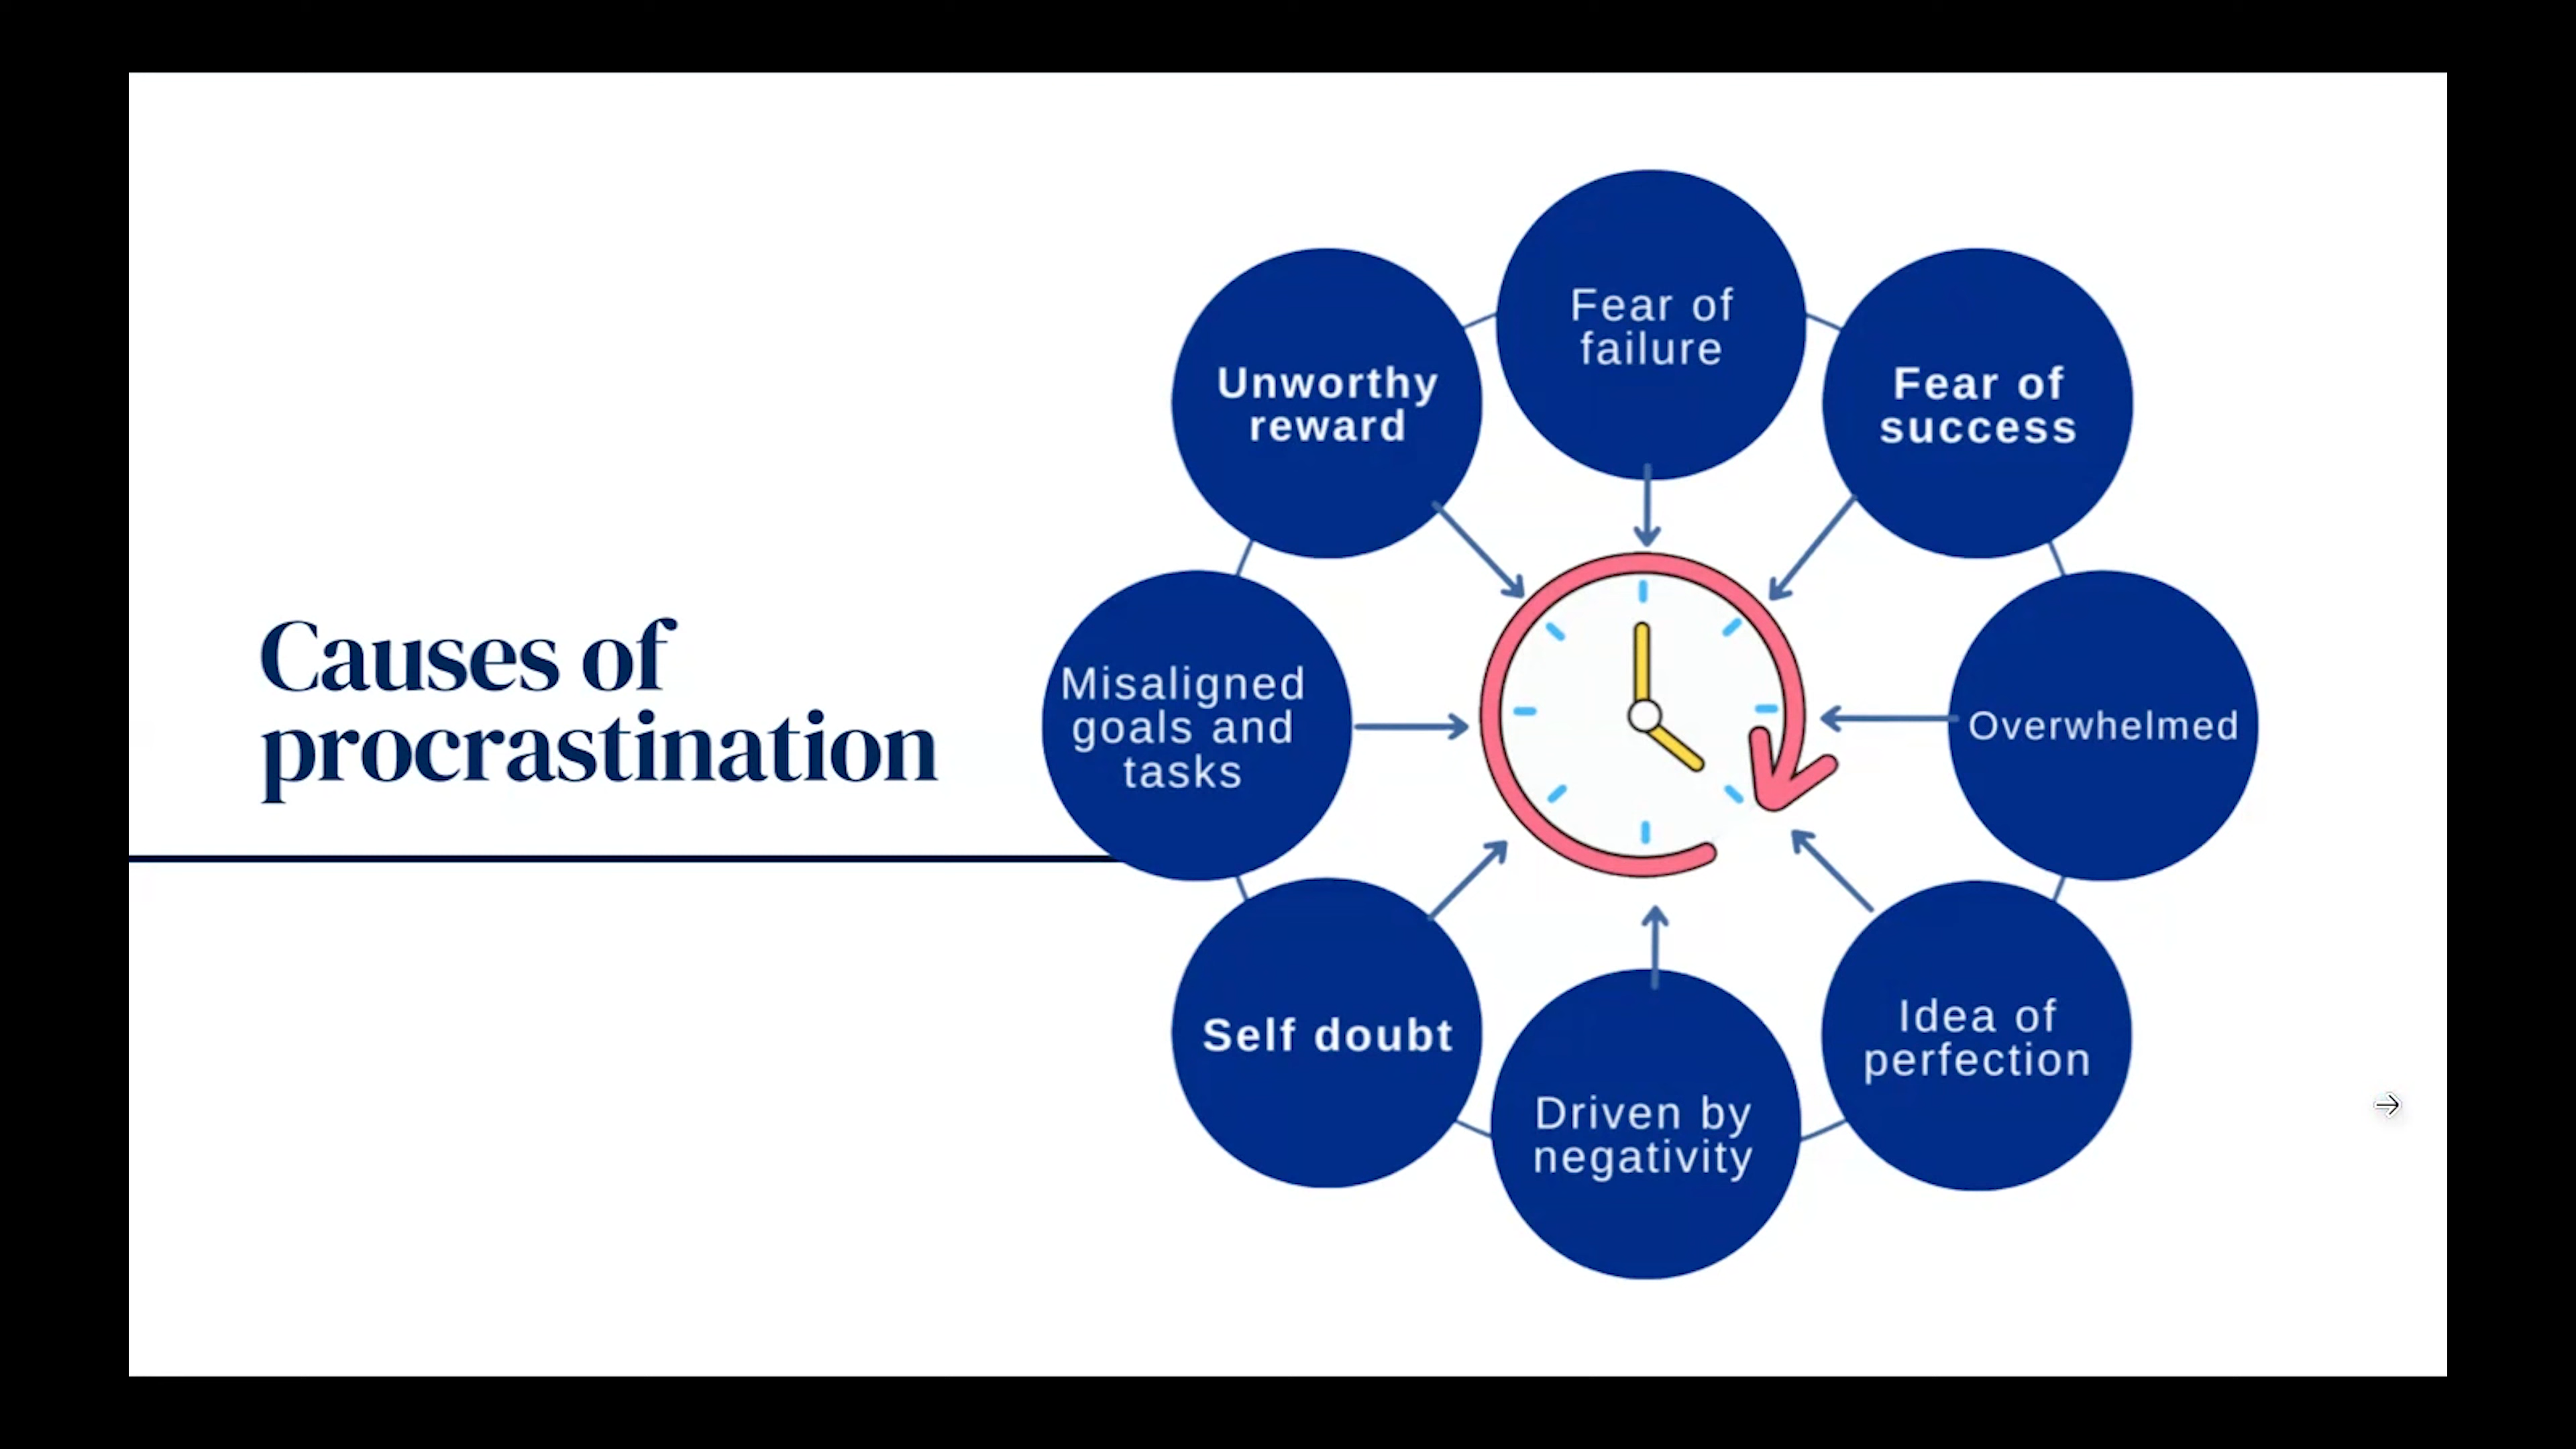 Causes of
procrastination
Fear of
failure
Fear of
success
Overwhelmed
Idea of
perfection
Driven by
negativity
Self doubt
Misaligned
goals and
tasks
Unworthy
reward